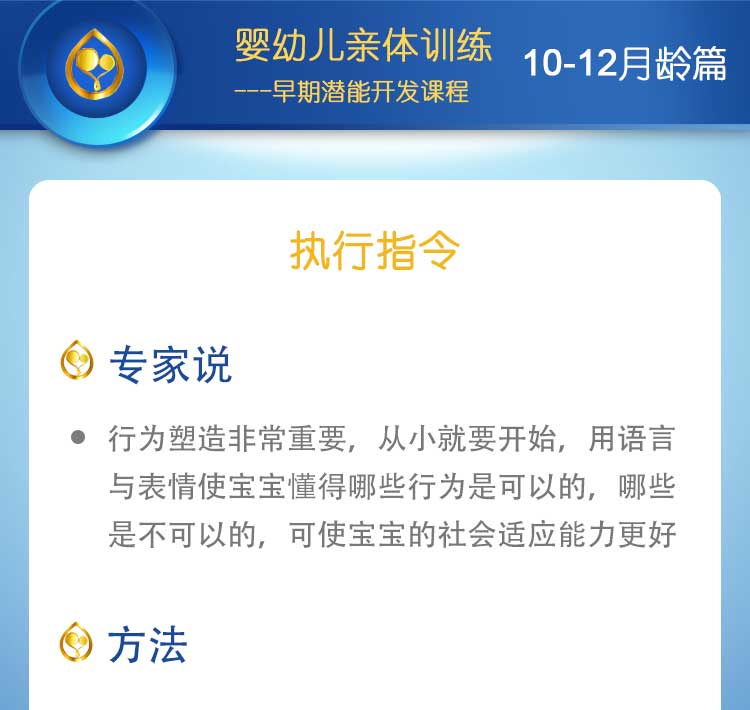 婴幼儿亲体训练
---早期潜能开发课程
10-12月龄篇
执行指令
专家说
行为塑造非常重要，从小就要开始，用语言
与表情使宝宝懂得哪些行为是可以的，哪些
是不可以的，可使宝宝的社会适应能力更好
方法